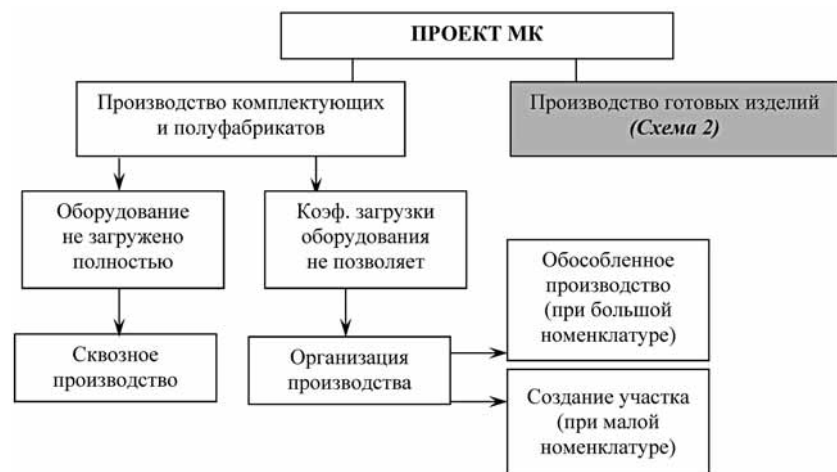 ПРОЕКТ МК
Производство комплектующих
и полуфабрикатов
Производство готовых изделий
(Схема 2)
Оборудование
не загружено
полностью
Коэф. загрузки
оборудования
не позволяет
Обособленное
производство
(при большой
номенклатуре)
Сквозное
производство
Организация
производства
Создание участка
(при малой
номенклатуре)